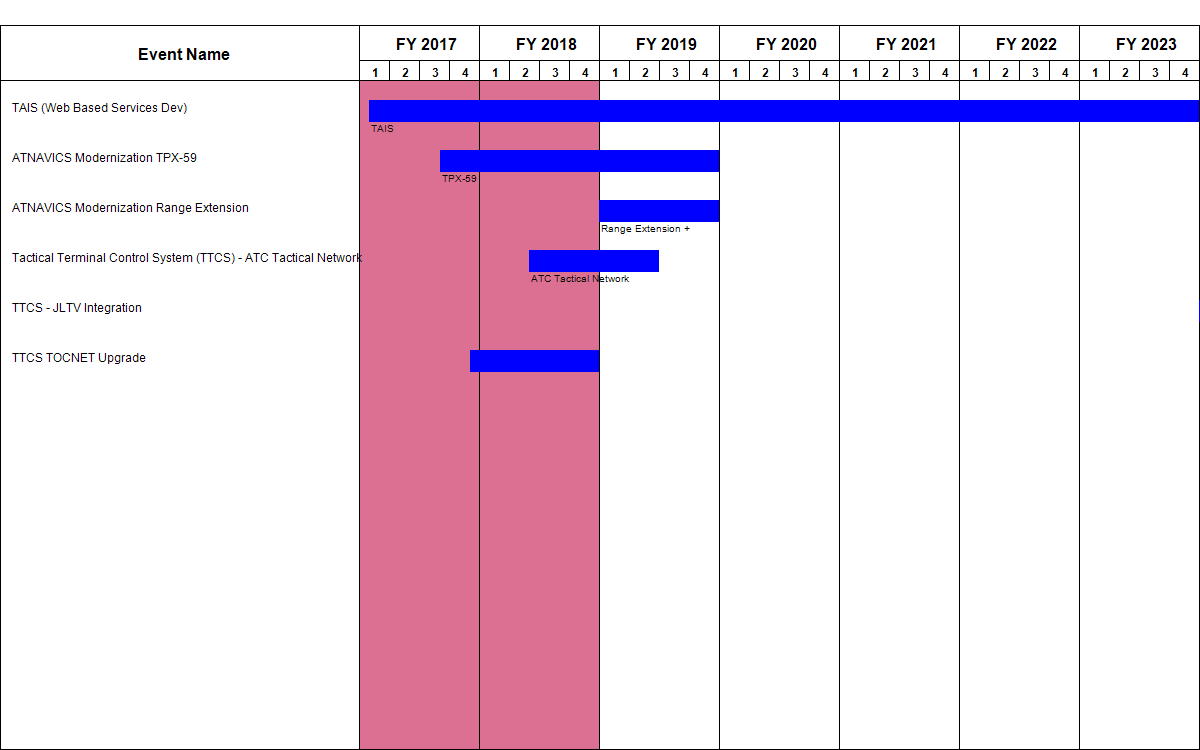 Event Name
FY 2017 FY 2018 FY 2019 FY 2020 FY 2021 FY 2022 FY 2023
1 2 3 4 1 2 3 4 1 2 3 4 1 2 3 4 1 2 3 4 1 2 3 4 1 2 3 4
TAIS (Web Based Services Dev)
TAIS
ATNAVICS Modernization TPX-59
TPX-59
ATNAVICS Modernization Range Extension
Range Extension +
Tactical Terminal Control System (TTCS) - ATC Tactical Network
ATC Tactical Network
TTCS - JLTV Integration
TTCS TOCNET Upgrade